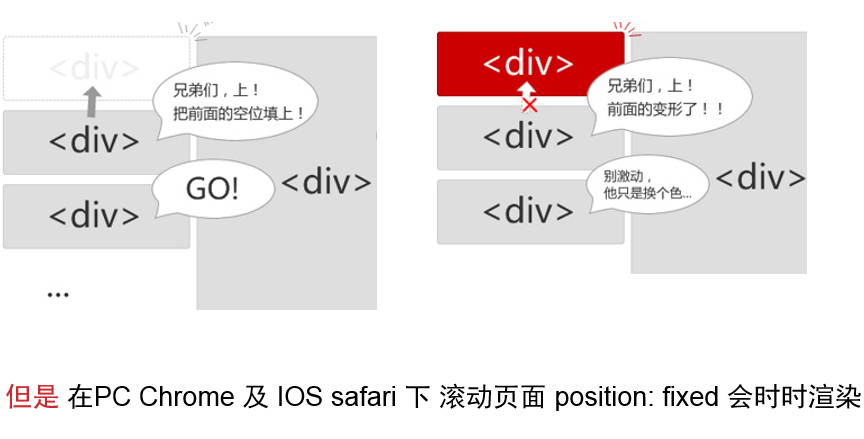 <div>
兄弟们，上！
把前面的空位填上！
<div>
GO!
<div>
<div>
...
<div>
兄弟们，上！
前面的变形了！！
<div>
别激动，
他只是换个色...
<div>
<div>
但是 在PC Chrome 及 IOS safari 下 滚动页面 position: fixed 会时时渲染